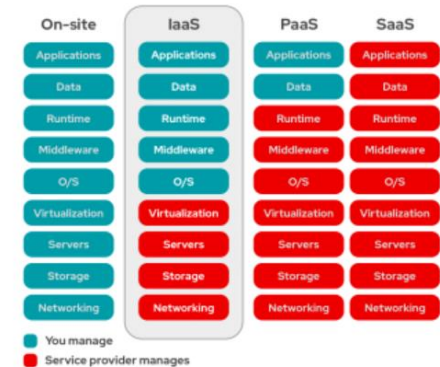 On-site IaaS PaaS SaaS
Applications Applications Applications Applications
Data Data Data Data
Runtime Runtime Runtime Runtime
Middleware Middleware Middleware Middleware
O/S O/S O/S O/S
Virtualization Virtualization Virtualization Virtualization
Servers Servers Servers Servers
Storage Storage Storage Storage
Networking Networking Networking Networking
You manage
Service provider manages